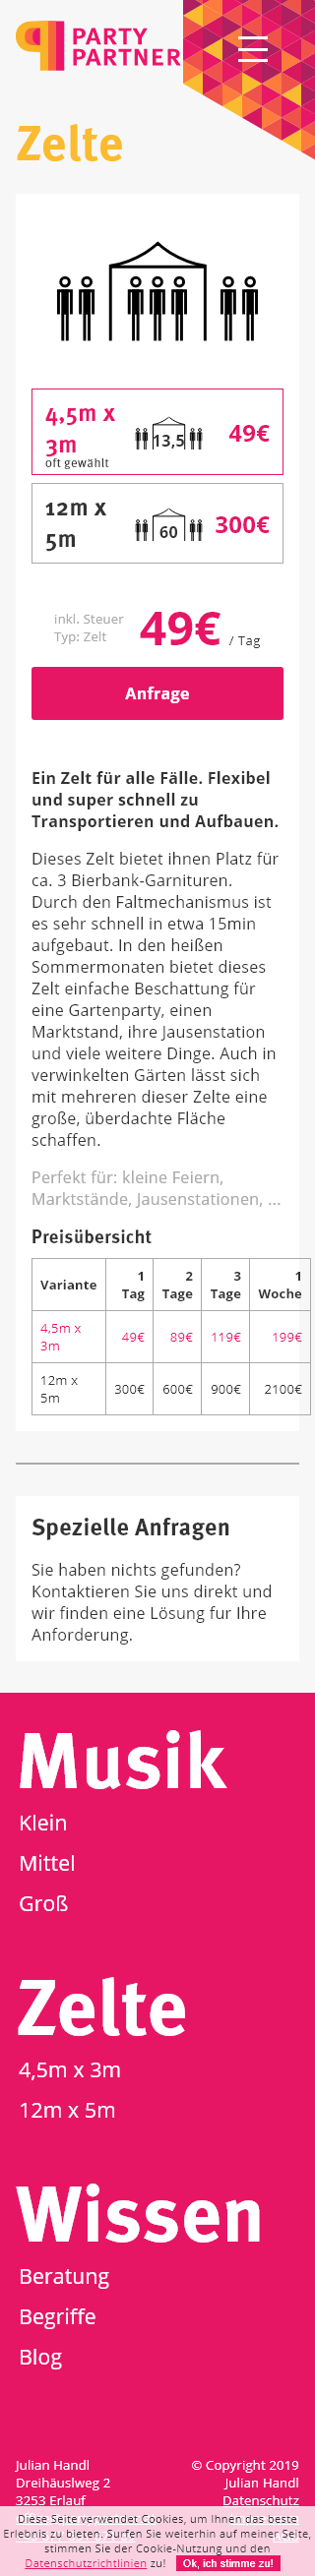 PARTY
PARTNER
Zelte
4,5m x
3m
oft gewählt
13,5
49€
12m x
5m
60
300€
inkl. Steuer
Typ: Zelt
49€ / Tag
Anfrage
Ein Zelt für alle Fälle. Flexibel
und super schnell zu
Transportieren und Aufbauen.
Dieses Zelt bietet ihnen Platz für
ca. 3 Bierbank-Garnituren.
Durch den Faltmechanismus ist
es sehr schnell in etwa 15min
aufgebaut. In den heißen
Sommermonaten bietet dieses
Zelt einfache Beschattung für
eine Gartenparty, einen
Marktstand, ihre Jausenstation
und viele weitere Dinge. Auch in
verwinkelten Gärten lässt sich
mit mehreren dieser Zelte eine
große, überdachte Fläche
schaffen.
Perfekt für: kleine Feiern,
Marktstände, Jausenstationen, ...
Preisübersicht
Variante 1 Tag 2 Tage 3 Tage 1 Woche
4,5m x 3m 49€ 89€ 119€ 199€
12m x 5m 300€ 600€ 900€ 2100€
Spezielle Anfragen
Sie haben nichts gefunden?
Kontaktieren Sie uns direkt und
wir finden eine Lösung fur Ihre
Anforderung.
Musik
Klein
Mittel
Groß
Zelte
4,5m x 3m
12m x 5m
Wissen
Beratung
Begriffe
Blog
Julian Handl
Dreihäuslweg 2
3253 Erlauf
© Copyright 2019
Julian Handl
Datenschutz
Diese Seite verwendet Cookies, um Ihnen das beste
Erlebnis zu bieten. Surfen Sie weiterhin auf meiner Seite,
stimmen Sie der Cookie-Nutzung und den
Datenschutzrichtlinien zu! Ok, ich stimme zu!